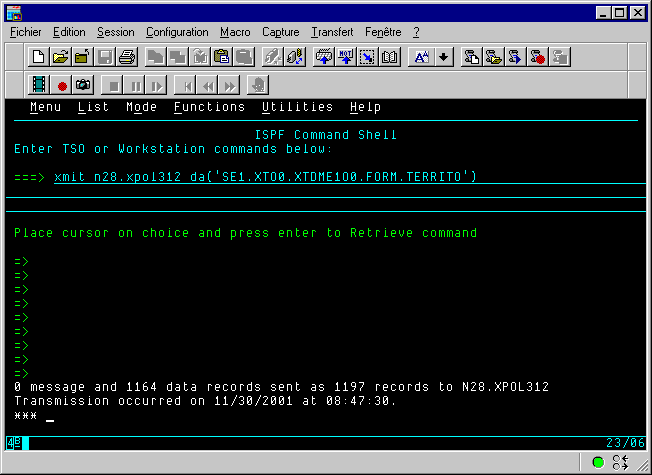 Fichier Edition Session Configuration Macro Capture Transfert Fenêtre ?
Menu List Mode Functions Utilities Help
ISPF Command Shell
Enter TSO or Workstation commands below:
===> xmit n28.xpol312 da('SE1.XTO0.XTDME100.FORM.TERRITO')
Place cursor on choice and press enter to Retrieve command
=>
=>
=>
=>
=>
=>
=>
=>
=>
0 message and 1164 data records sent as 1197 records to N28.XPOL312
Transmission occurred on 11/30/2001 at 08:47:30.
*** _
23/06